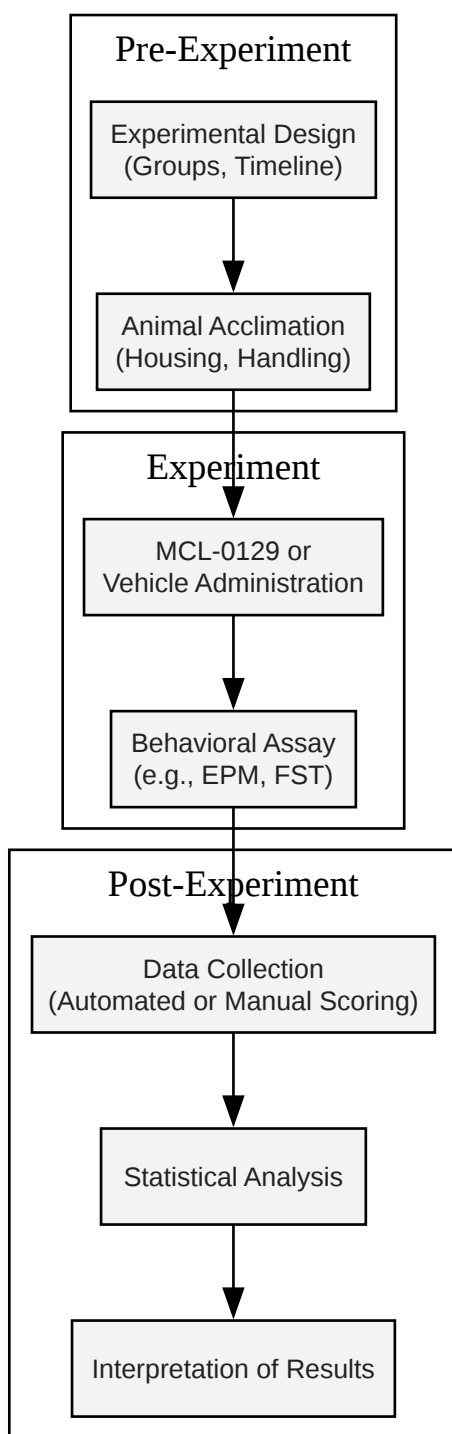 Pre-Experiment
Experimental Design
(Groups, Timeline)
Animal Acclimation
(Housing, Handling)
Experiment
MCL-0129 or
Vehicle Administration
Behavioral Assay
(e.g., EPM, FST)
Post-Experiment
Data Collection
(Automated or Manual Scoring)
Statistical Analysis
Interpretation of Results